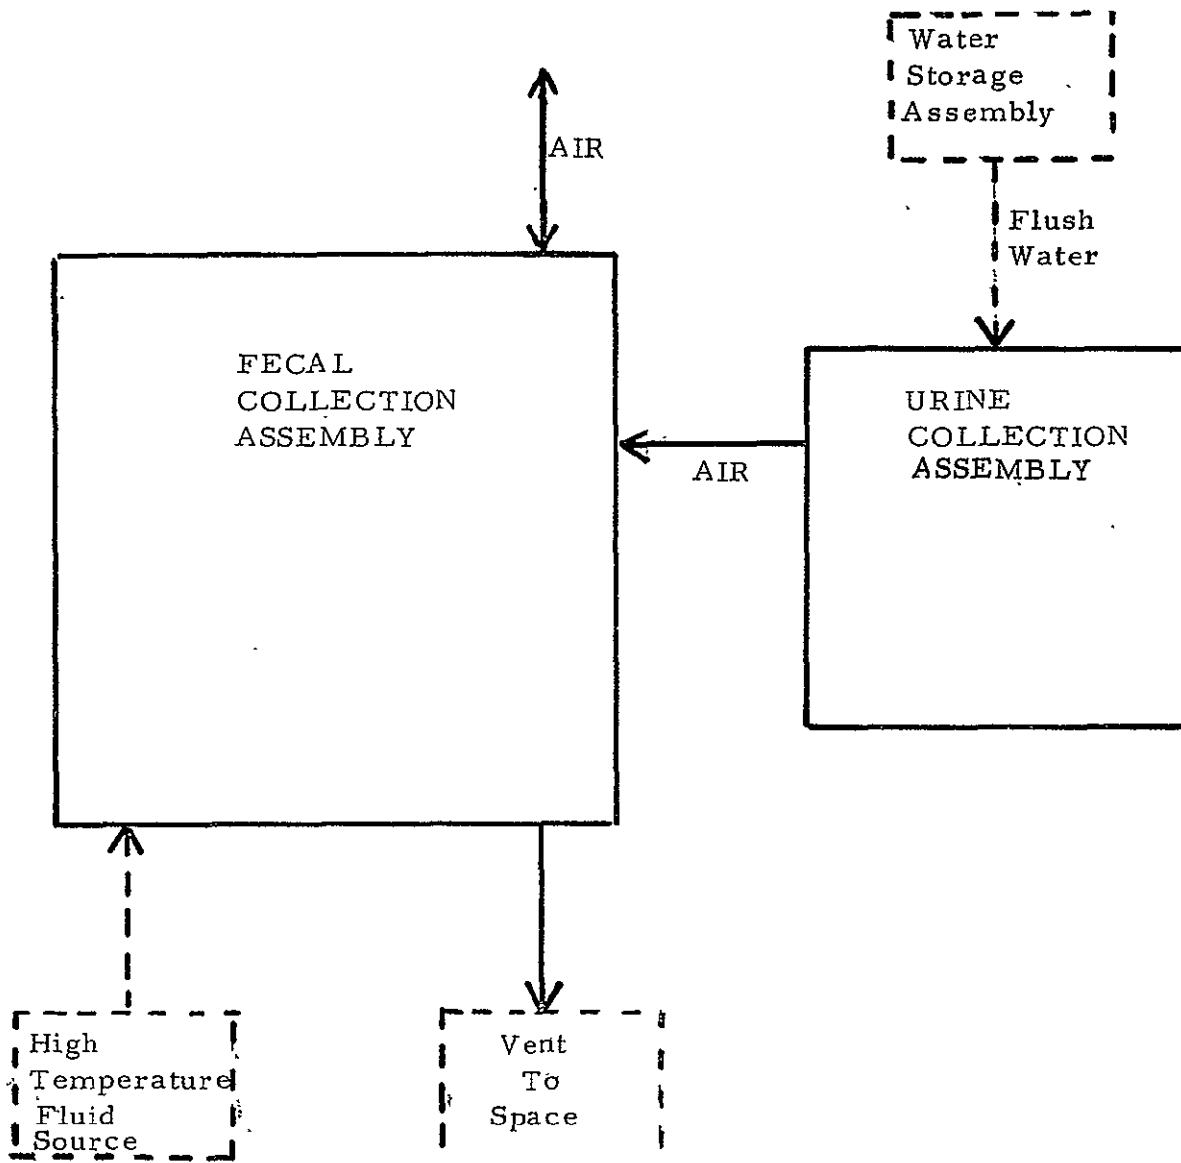 Water
Storage
Assembly
AIR
Flush
Water
FECAL
COLLECTION
ASSEMBLY
URINE
COLLECTION
ASSEMBLY
AIR
High
Temperature
Fluid
Source
Vent
To
Space